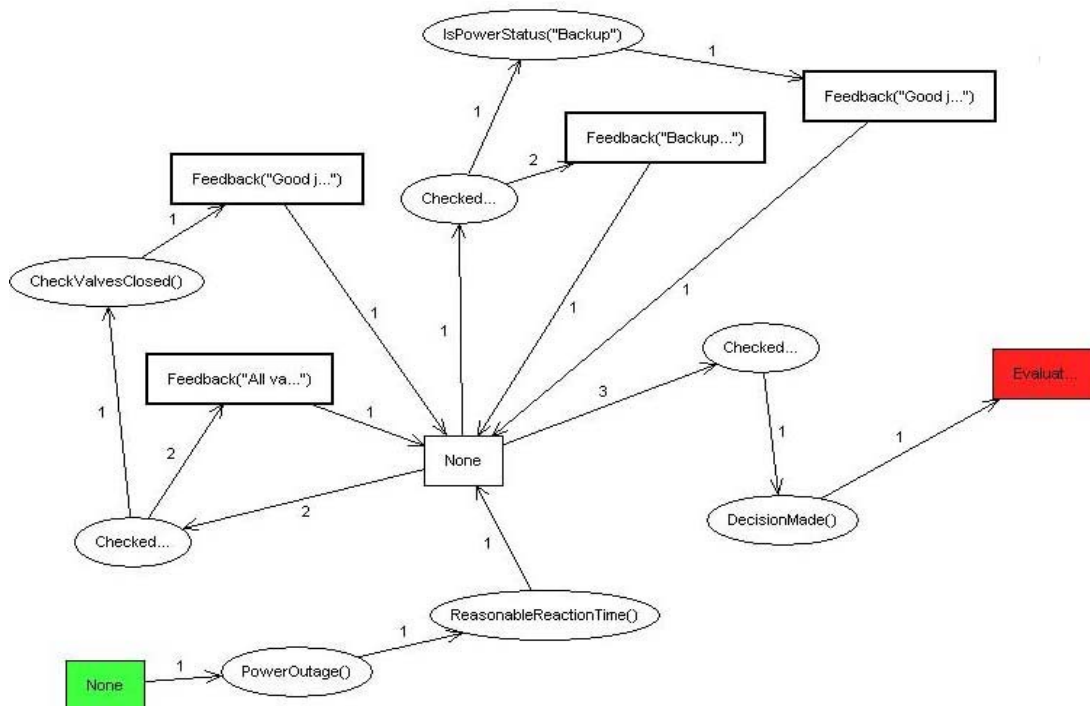 IsPowerStatus("Backup")
1
Feedback("Good j...")
1
Feedback("Backup...")
2
Feedback("Good j...")
Checked...
1
CheckValvesClosed()
1
1
1
1
Checked...
Feedback("All va...")
Evaluat...
3
1
1
2
1
1
None
2
DecisionMade()
Checked...
1
ReasonableReactionTime()
1
1
None
PowerOutage()